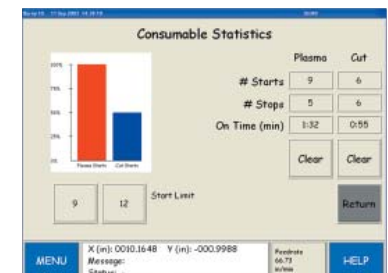 Consumable Statistics
Plasma Cut
# Starts 9 6
# Stops 5 6
On Time (min) 1:32 0:55
100%
75%
50%
25%
0%
Plasma Starts Cut Starts
Clear Clear
9 12 Start Limit
Return
MENU
X (in): 0010.1648 Y (in): -000.9988
Message:
Status:
Feedrate
66.73
in/min
HELP